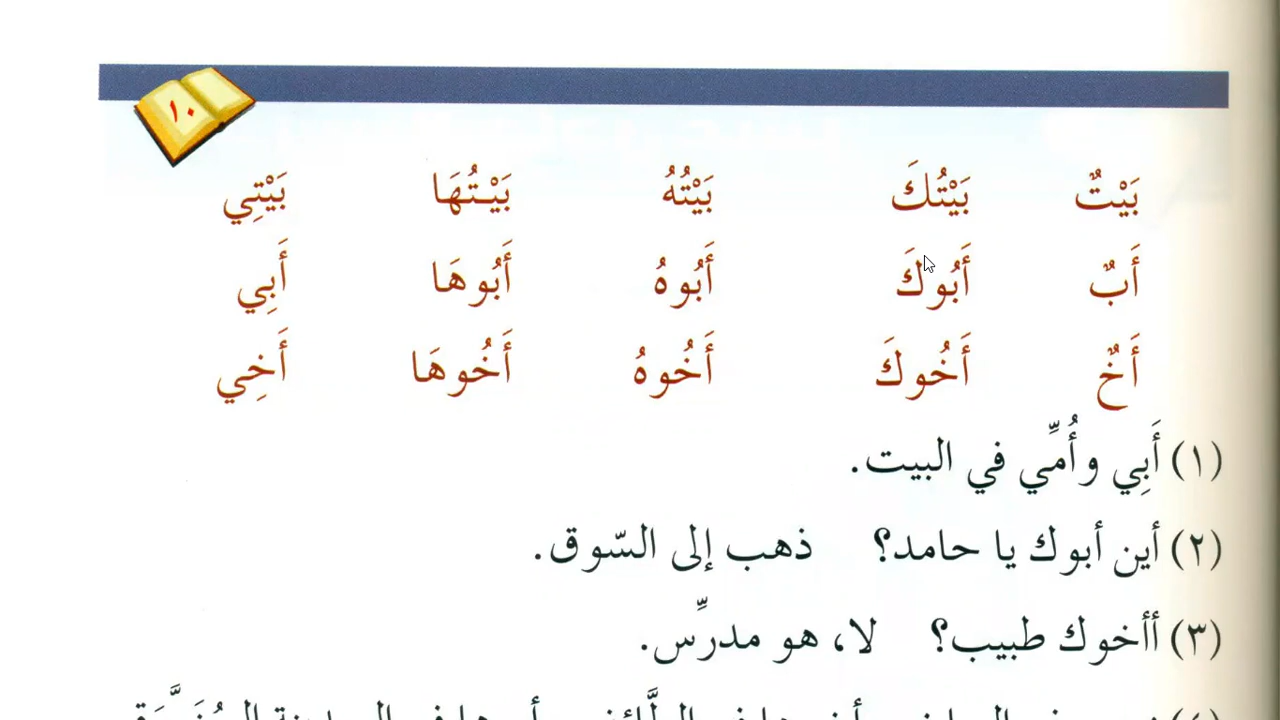 ١٠
بَيْتٌ بَيْتُكَ بَيْتُهُ بَيْـتُهَا بَيْتِي
أَبٌ أَبُوكَ أَبُوهُ أَبُوهَا أَبِي
أَخٌ أَخُوكَ أَخُوهُ أَخُوهَا أَخِي
(١) أَبِي وأُمِّي في البيت.
(٢) أين أبوك يا حامد؟ ذهب إلى السّوق.
(٣) أأخوك طبيب؟ لا، هو مدرِّس.